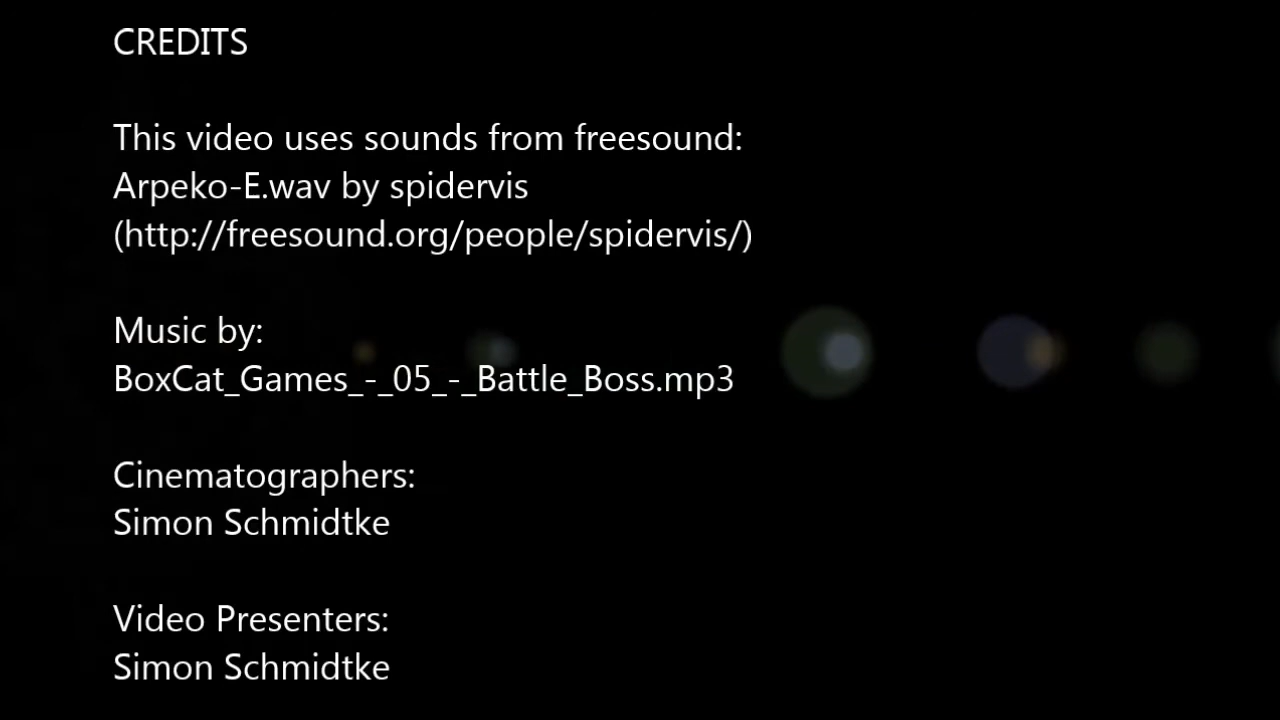 CREDITS
This video uses sounds from freesound:
Arpeko-E.wav by spidervis
(http://freesound.org/people/spidervis/)
Music by:
BoxCat_Games_-_05_-_Battle_Boss.mp3
Cinematographers:
Simon Schmidtke
Video Presenters:
Simon Schmidtke